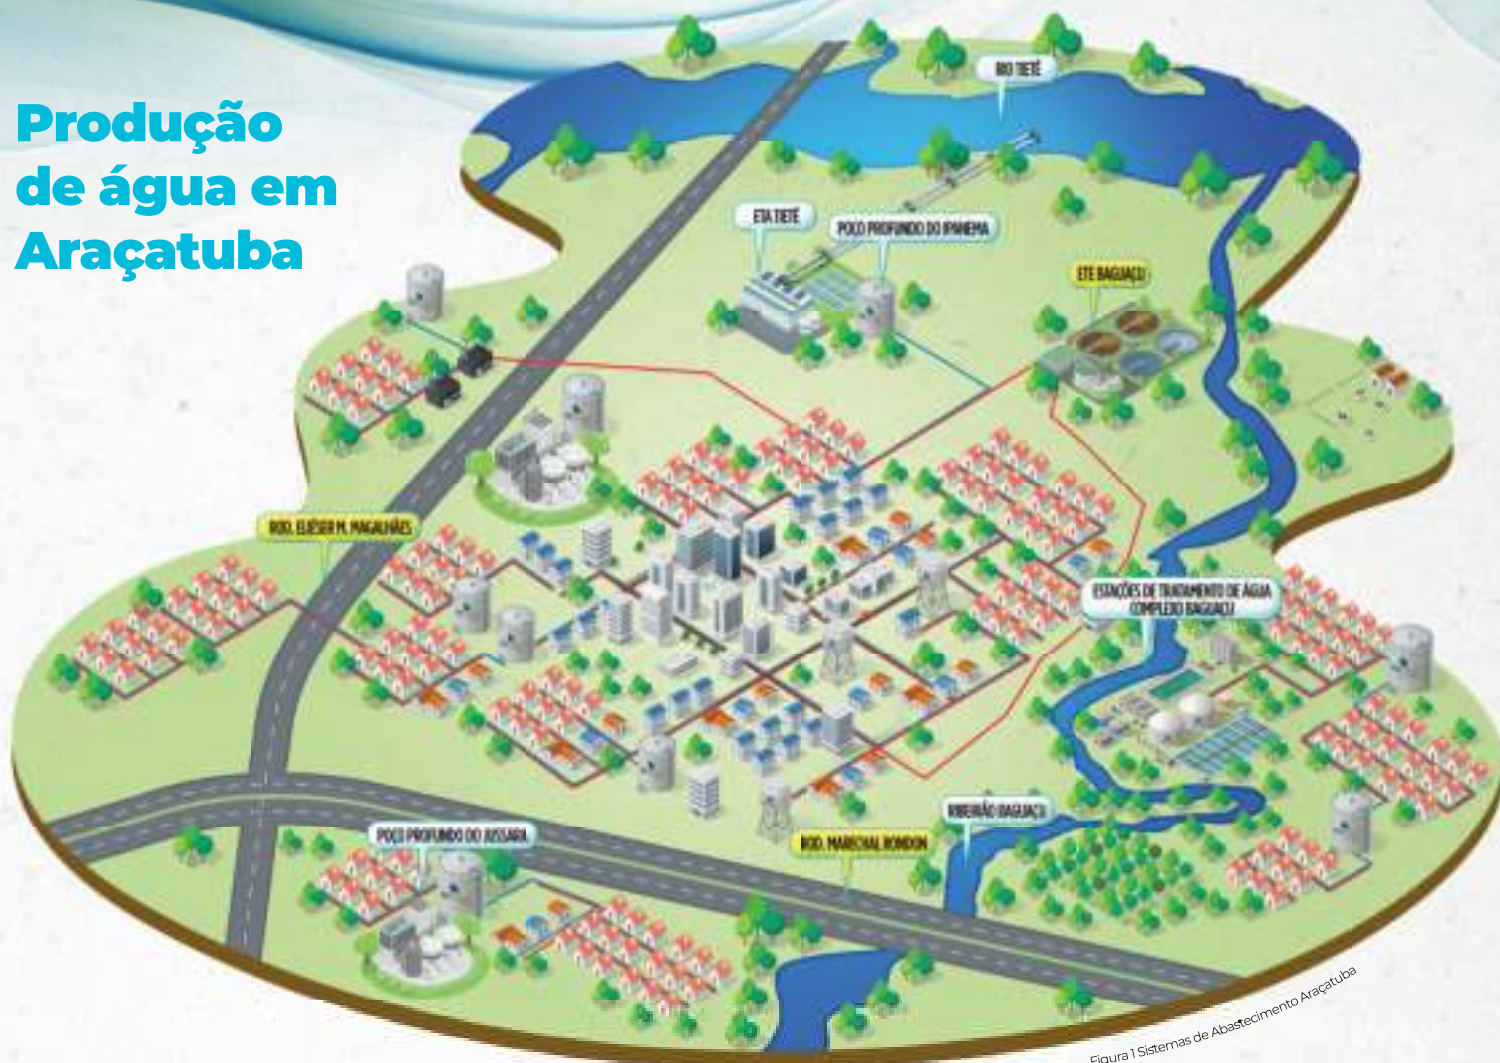 Produção
de água em
Araçatuba
RIO TIETÊ
ETA TIETÊ
POÇO PROFUNDO DO IPANEMA
ETE BAGUAÇU
ROD. ELIÉSER M. MAGALHÃES
ESTAÇÕES DE TRATAMENTO DE ÁGUA
COMPLEXO BAGUAÇU
RIBEIRÃO BAGUAÇU
POÇO PROFUNDO DO JUSSARA
ROD. MARECHAL RONDON
Figura 1 Sistemas de Abastecimento Araçatuba